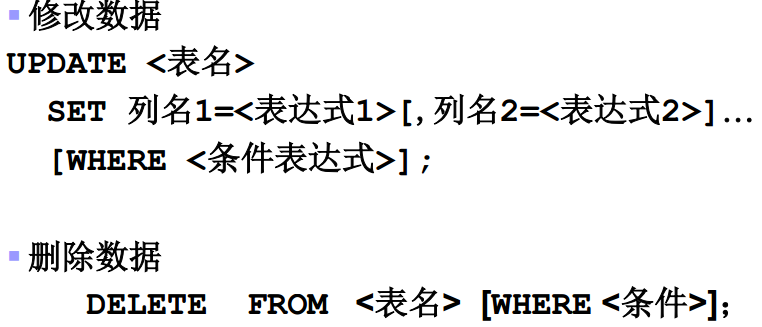 ▪ 修改数据
UPDATE <表名>
SET 列名1=<表达式1>[,列名2=<表达式2>]…
[WHERE <条件表达式>];
▪ 删除数据
DELETE FROM <表名> [WHERE <条件>];